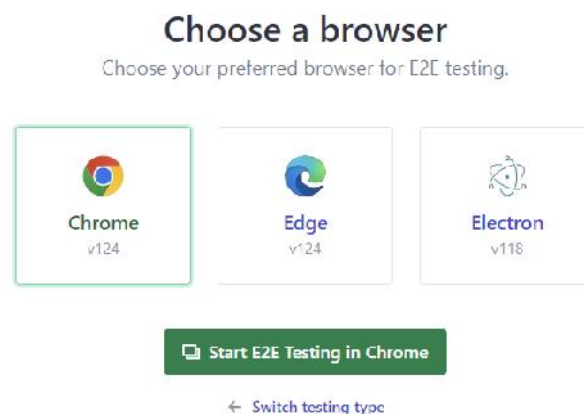 Choose a browser
Choose your preferred browser for E2E testing.
Chrome
v124
Edge
v124
Electron
v118
Start E2E Testing in Chrome
← Switch testing type